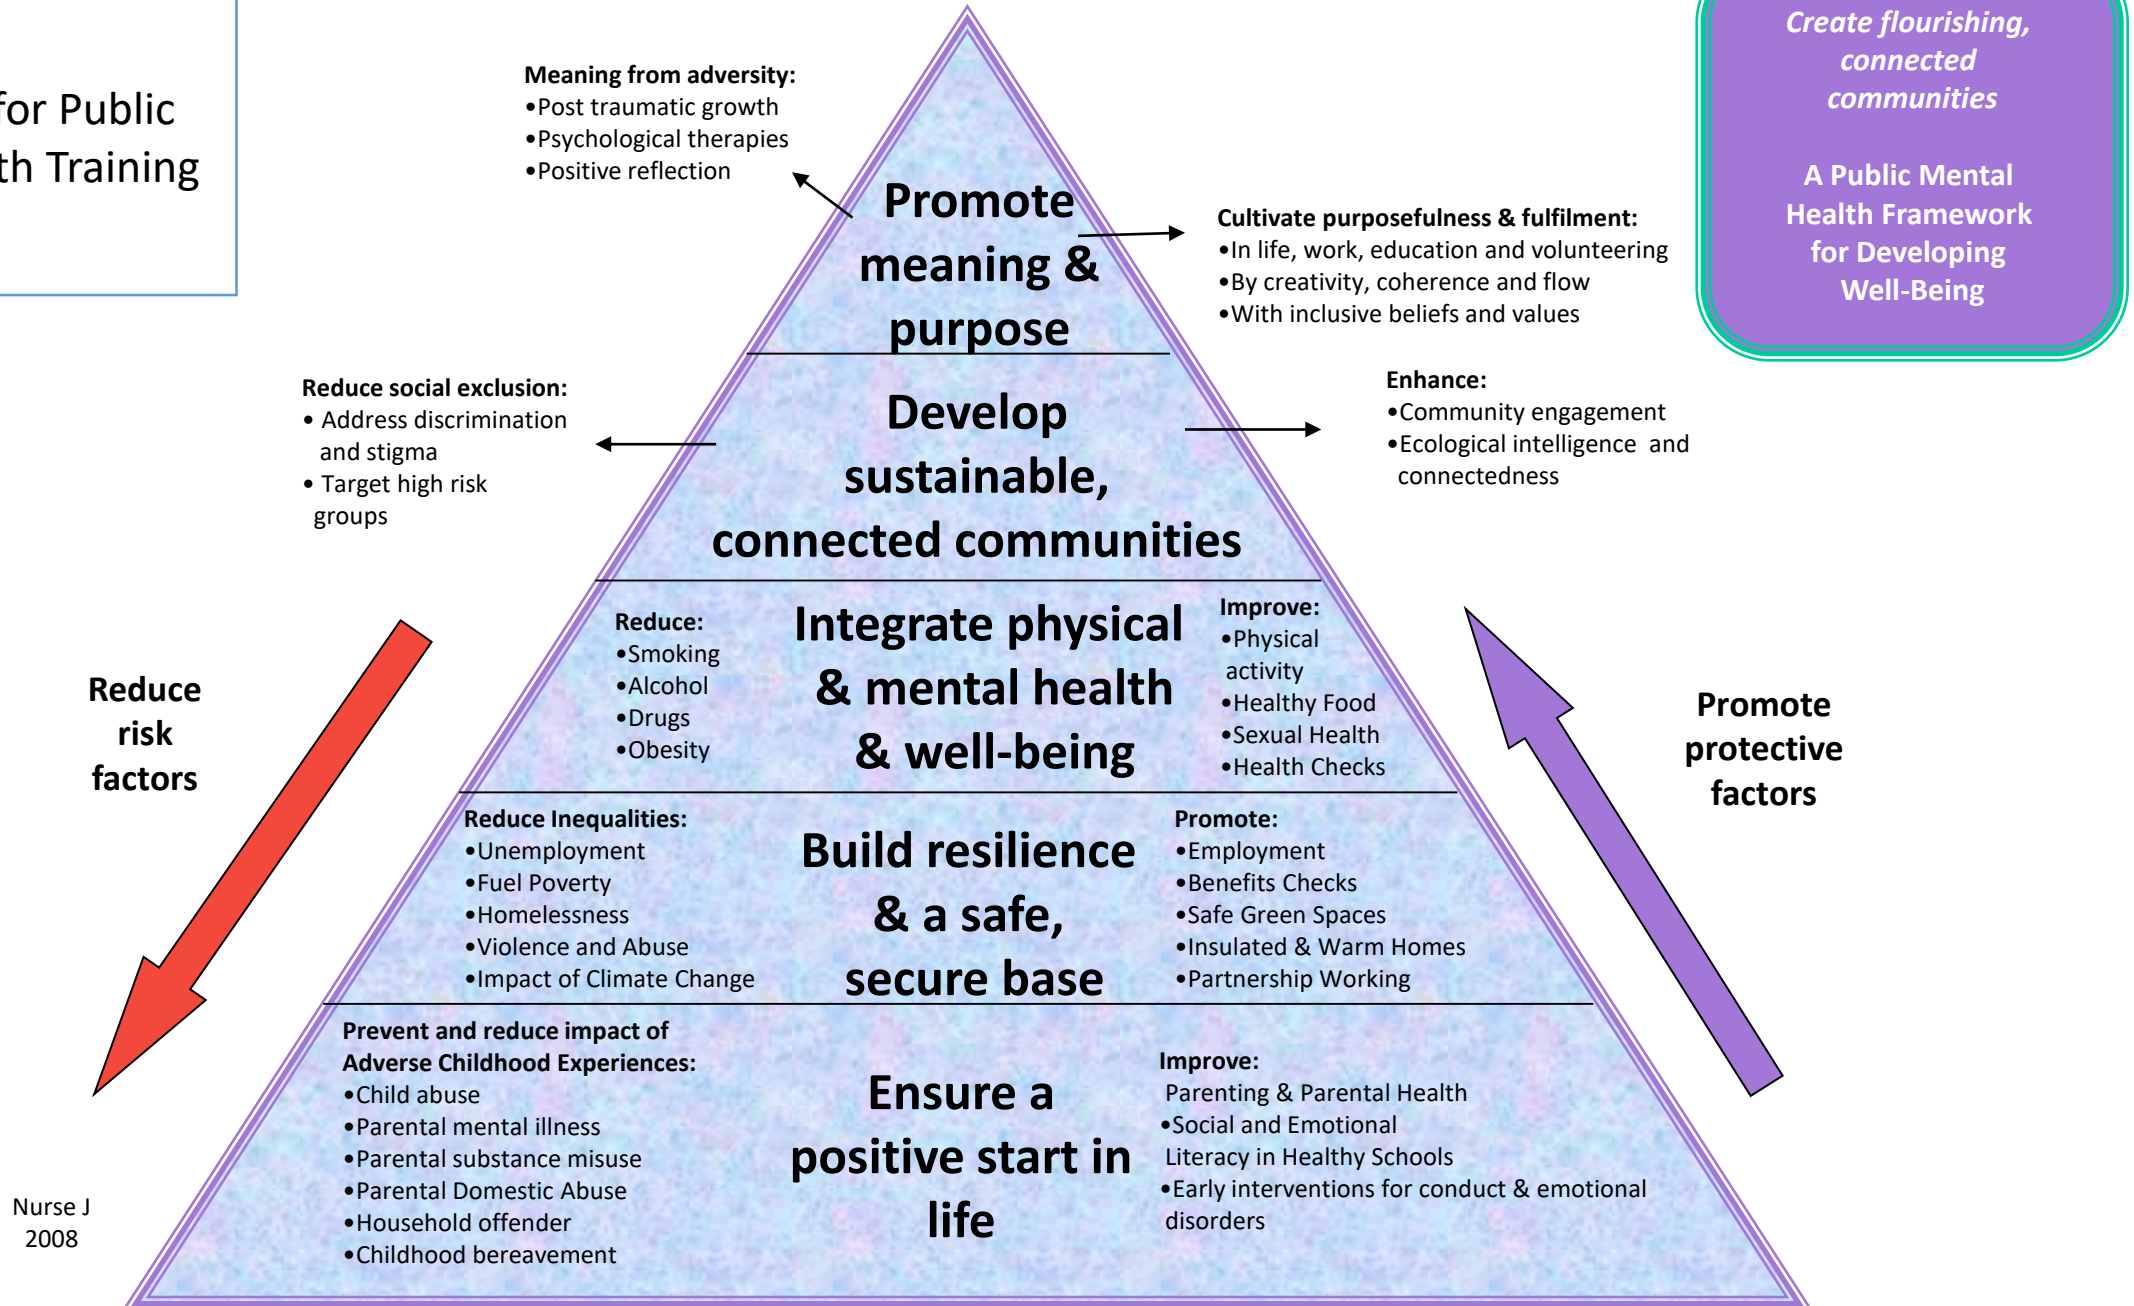 for Public
th Training
Create flourishing,
connected
communities
A Public Mental
Health Framework
for Developing
Well-Being
Meaning from adversity:
•Post traumatic growth
•Psychological therapies
•Positive reflection
Promote
meaning &
purpose
Cultivate purposefulness & fulfilment:
•In life, work, education and volunteering
•By creativity, coherence and flow
•With inclusive beliefs and values
Reduce social exclusion:
• Address discrimination
and stigma
• Target high risk
groups
Develop
sustainable,
connected communities
Enhance:
•Community engagement
•Ecological intelligence and
connectedness
Reduce
risk
factors
Reduce:
•Smoking
•Alcohol
•Drugs
•Obesity
Integrate physical
& mental health
& well-being
Improve:
•Physical
activity
•Healthy Food
•Sexual Health
•Health Checks
Promote
protective
factors
Reduce Inequalities:
•Unemployment
•Fuel Poverty
•Homelessness
•Violence and Abuse
•Impact of Climate Change
Build resilience
& a safe,
secure base
Promote:
•Employment
•Benefits Checks
•Safe Green Spaces
•Insulated & Warm Homes
•Partnership Working
Prevent and reduce impact of
Adverse Childhood Experiences:
•Child abuse
•Parental mental illness
•Parental substance misuse
•Parental Domestic Abuse
•Household offender
•Childhood bereavement
Ensure a
positive start in
life
Improve:
Parenting & Parental Health
•Social and Emotional
Literacy in Healthy Schools
•Early interventions for conduct & emotional
disorders
Nurse J
2008